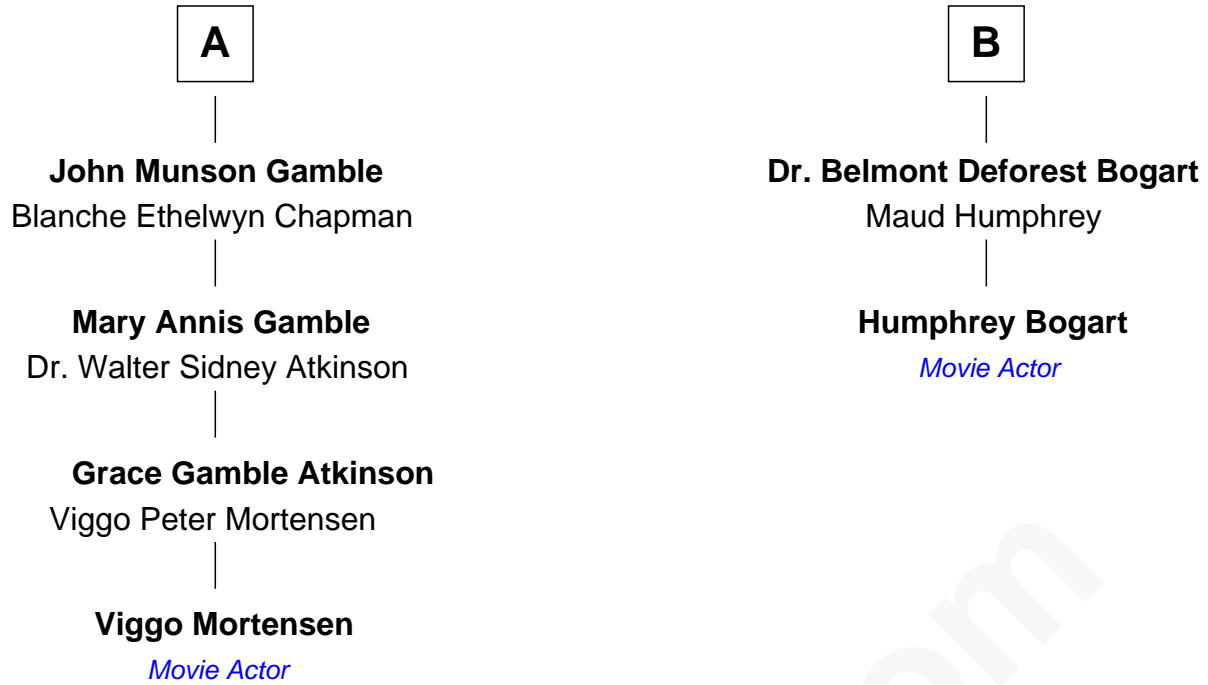 A
John Munson Gamble
Blanche Ethelwyn Chapman
Mary Annis Gamble
Dr. Walter Sidney Atkinson
Grace Gamble Atkinson
Viggo Peter Mortensen
Viggo Mortensen
Movie Actor
B
Dr. Belmont Deforest Bogart
Maud Humphrey
Humphrey Bogart
Movie Actor
om